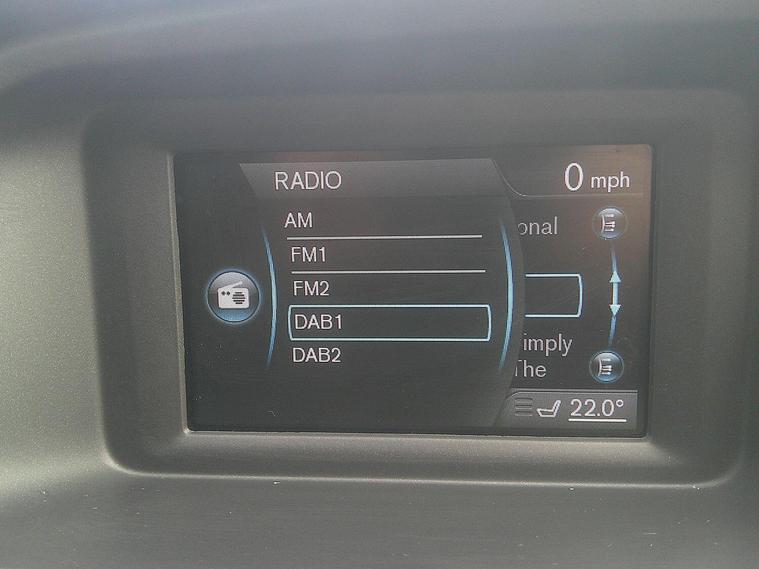 RADIO
0 mph
AM
onal
FM1
FM2
DAB1
imply
DAB2
The
22.0°